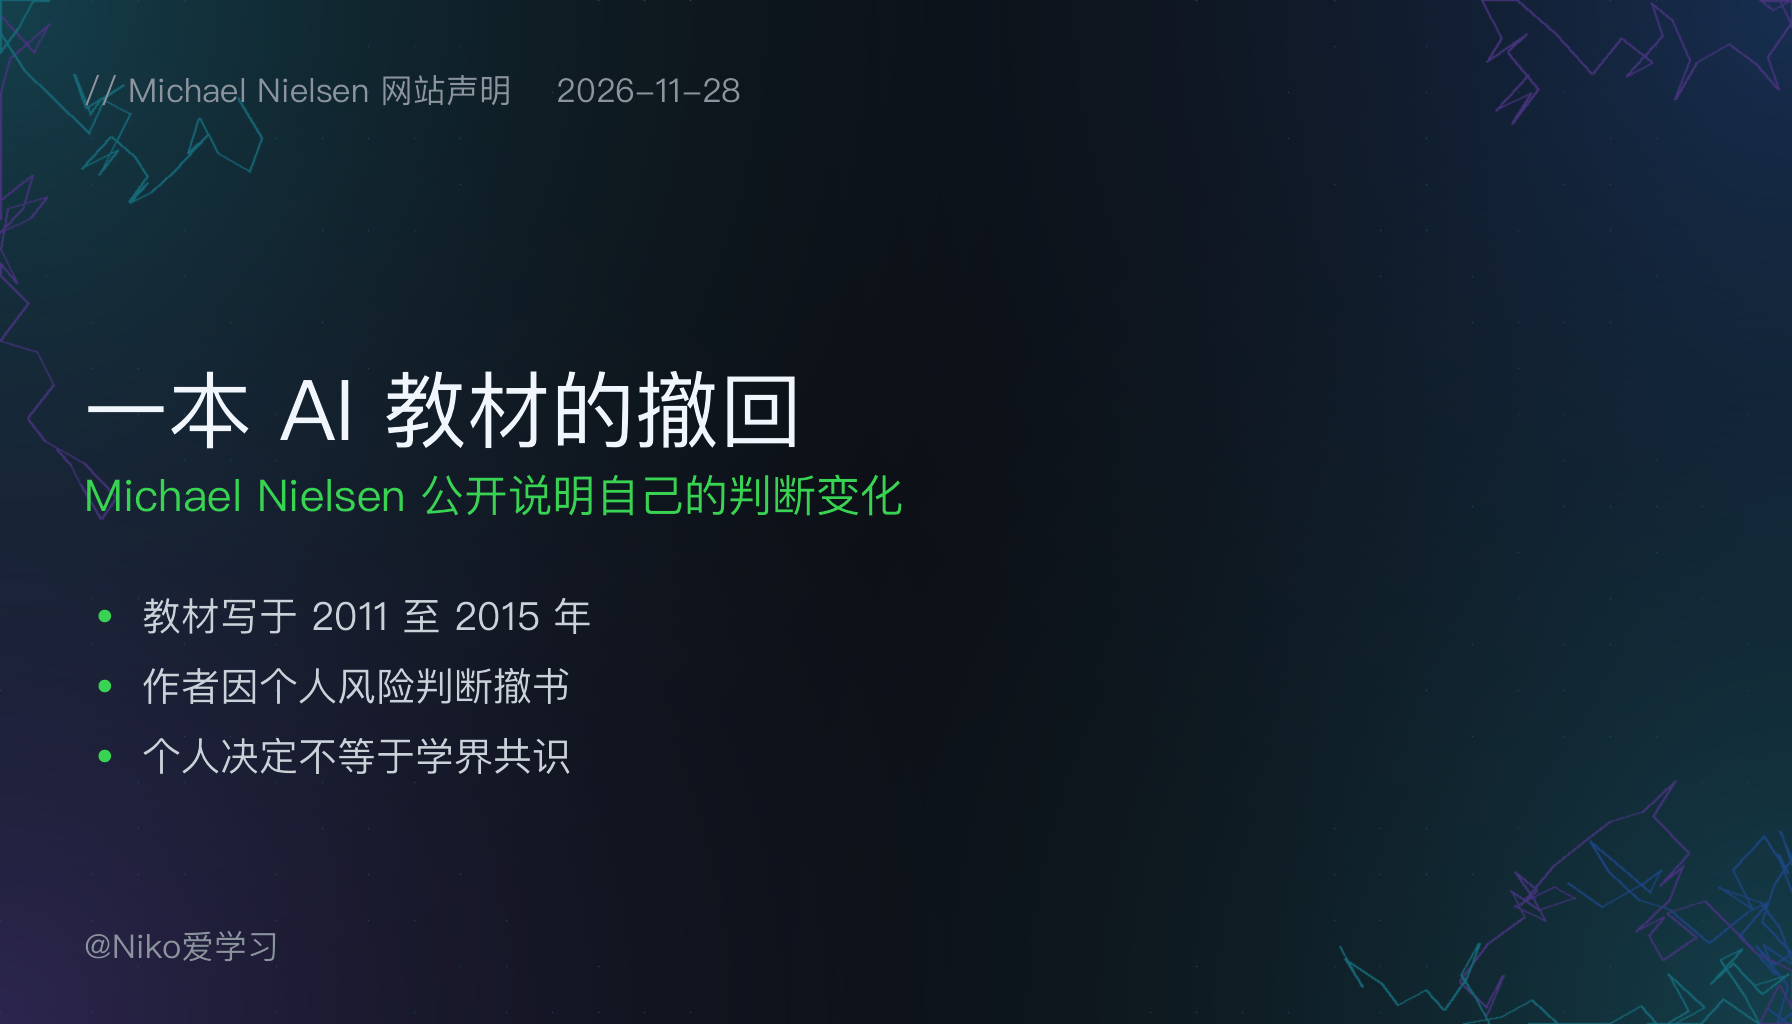 // Michael Nielsen 网站声明 2026-11-28
一本 AI 教材的撤回
Michael Nielsen 公开说明自己的判断变化
• 教材写于 2011 至 2015 年
• 作者因个人风险判断撤书
• 个人决定不等于学界共识
@Niko爱学习